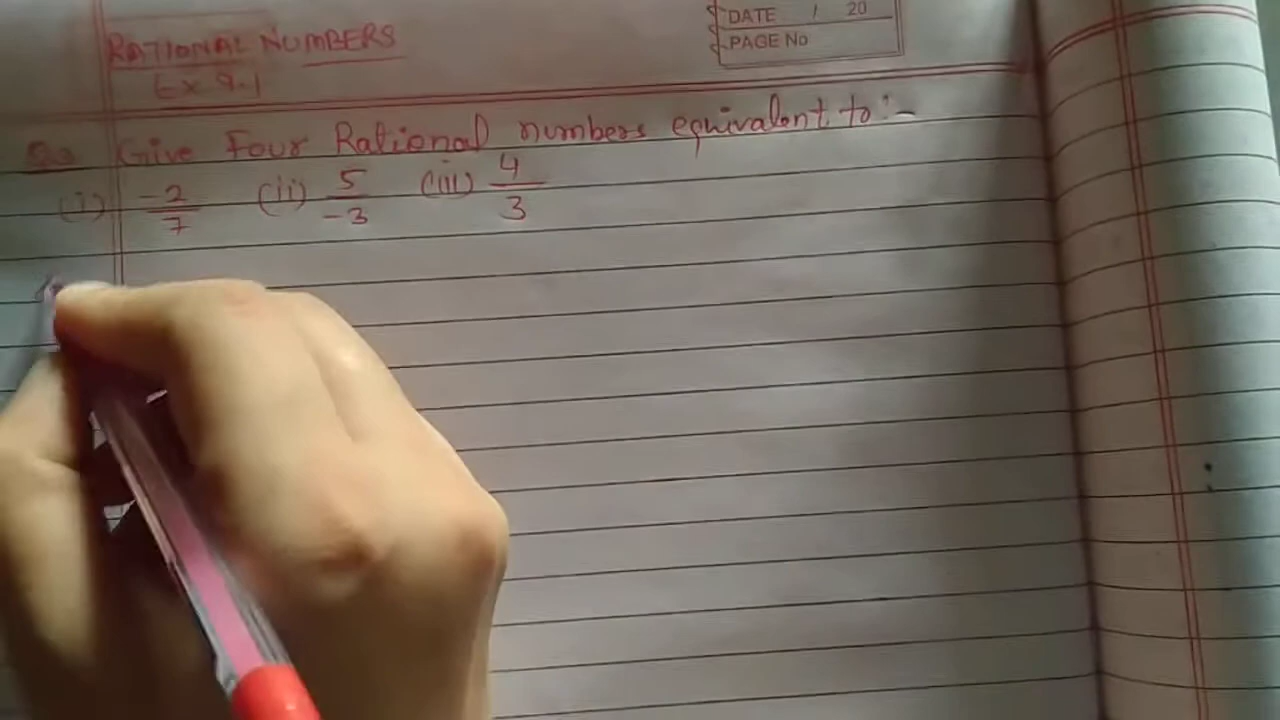 DATE / 20
PAGE No
RATIONAL NUMBERS
Ex 9.1
Q3 Give Four Rational numbers equivalent to :-
(i) -2/7 (ii) 5/-3 (iii) 4/3